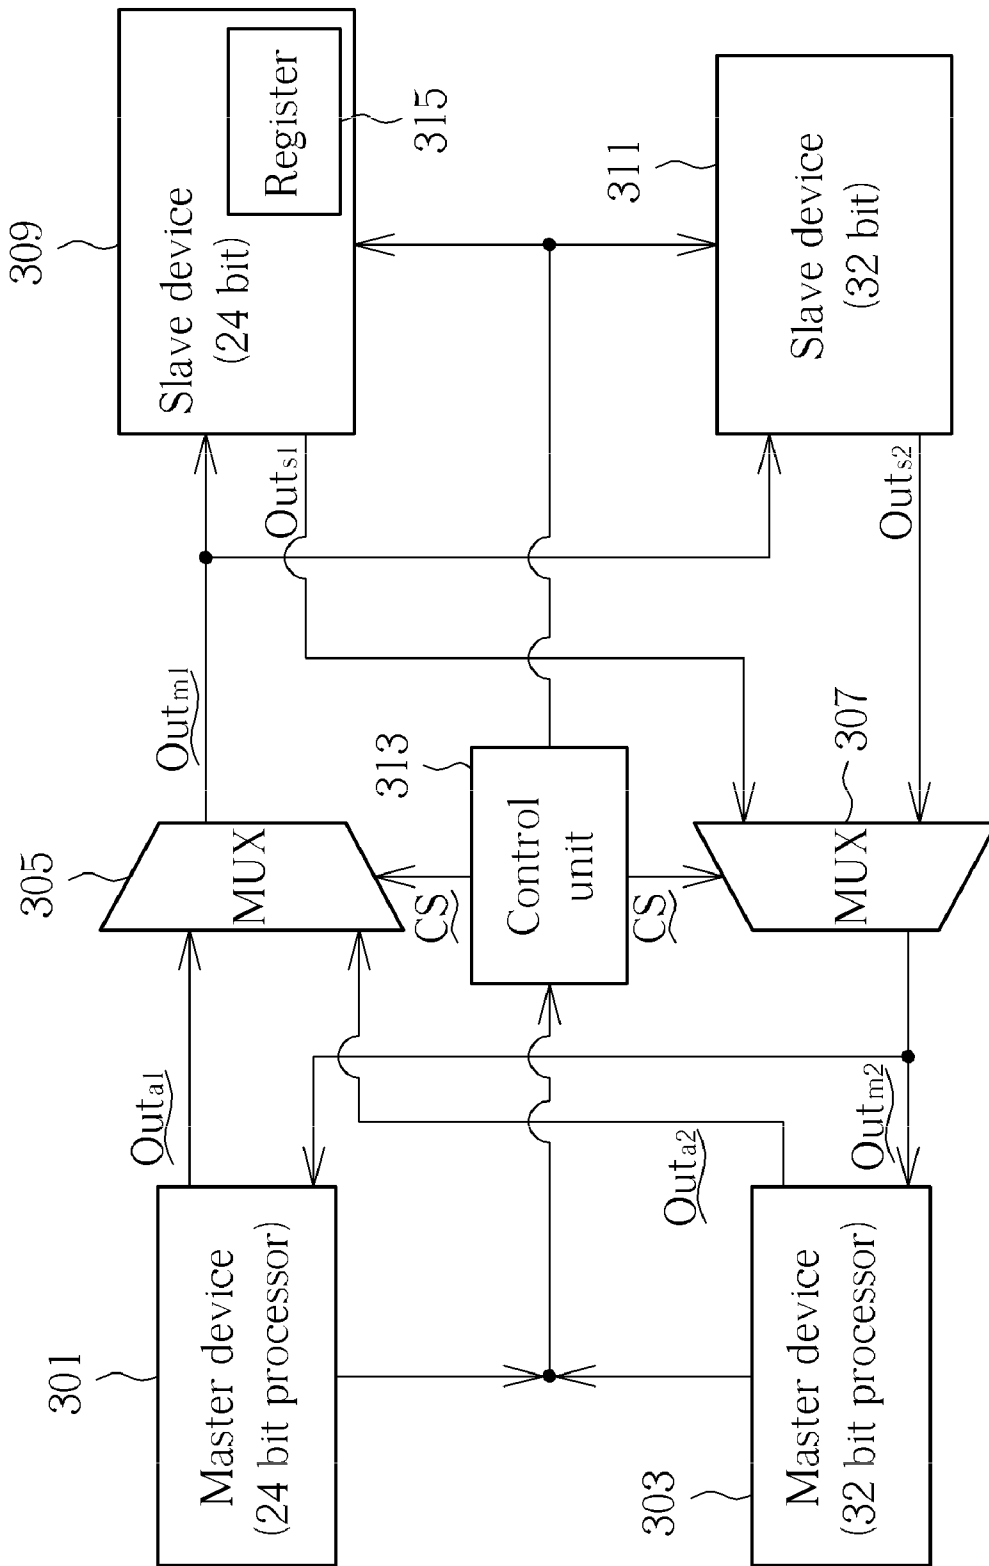 301
Master device
(24 bit processor)
Outa1
305
MUX
Outm1
309
Slave device
(24 bit)
Register
315
Outs1
CS
313
Control
unit
CS
303
Master device
(32 bit processor)
Outa2
Outm2
MUX
307
Outs2
311
Slave device
(32 bit)